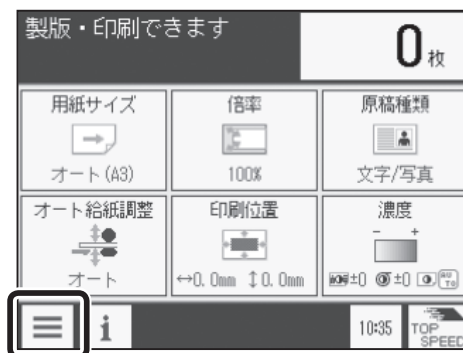 製版・印刷できます
0枚
用紙サイズ
オート(A3)
倍率
100%
原稿種類
文字/写真
オート給紙調整
オート
印刷位置
↔0.0mm ↕0.0mm
濃度
- +
±0 ±0 AUTO
i
10:35
TOP
SPEED